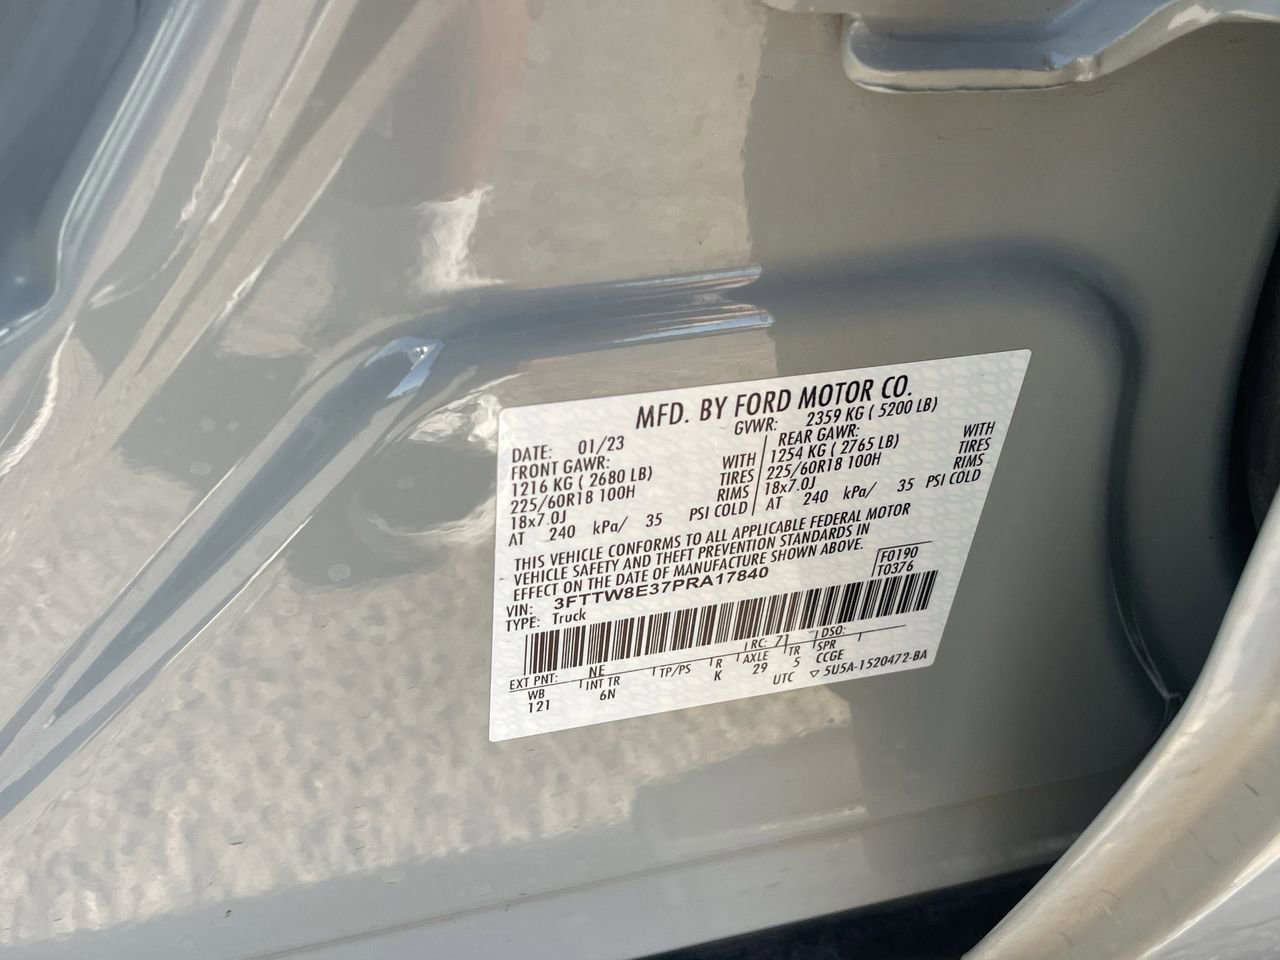 MFD. BY FORD MOTOR CO.
DATE: 01/23 GVWR: 2359 KG ( 5200 LB)
FRONT GAWR: REAR GAWR:
1216 KG ( 2680 LB) WITH 1254 KG ( 2765 LB) WITH
225/60R18 100H TIRES 225/60R18 100H TIRES
18x7.0J RIMS 18x7.0J RIMS
AT 240 kPa/ 35 PSI COLD AT 240 kPa/ 35 PSI COLD
THIS VEHICLE CONFORMS TO ALL APPLICABLE FEDERAL MOTOR
VEHICLE SAFETY AND THEFT PREVENTION STANDARDS IN
EFFECT ON THE DATE OF MANUFACTURE SHOWN ABOVE.
VIN: 3FTTW8E37PRA17840 F0190
TYPE: Truck T0376
EXT PNT: NE RC: 71 DSO:
WB INT TR TP/PS R AXLE TR SPR
121 6N K 29 5 CCGE
UTC ▽ 5U5A-1520472-BA